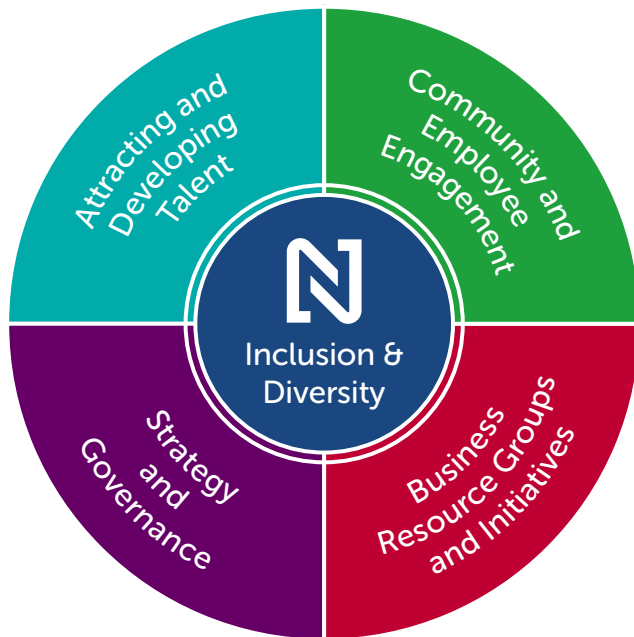 Attracting and
Developing
Talent
Community and
Employee
Engagement
N
Inclusion &
Diversity
Strategy
and
Governance
Business
Resource Groups
and Initiatives